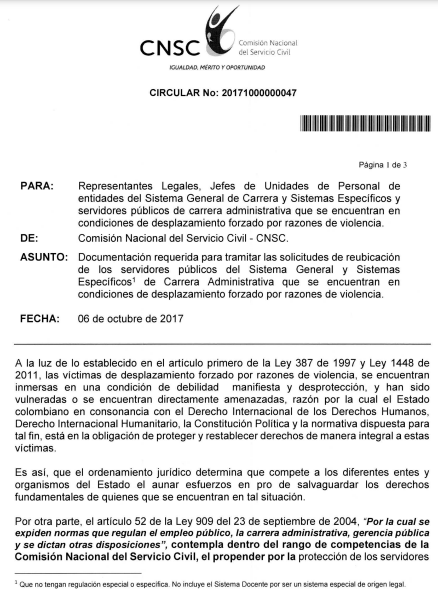 CNSC
Comisión Nacional
del Servicio Civil
IGUALDAD, MÉRITO Y OPORTUNIDAD
CIRCULAR No: 20171000000047
Página 1 de 3
PARA: Representantes Legales, Jefes de Unidades de Personal de
entidades del Sistema General de Carrera y Sistemas Específicos y
servidores públicos de carrera administrativa que se encuentran en
condiciones de desplazamiento forzado por razones de violencia.
DE: Comisión Nacional del Servicio Civil - CNSC.
ASUNTO: Documentación requerida para tramitar las solicitudes de reubicación
de los servidores públicos del Sistema General y Sistemas
Específicos¹ de Carrera Administrativa que se encuentran en
condiciones de desplazamiento forzado por razones de violencia.
FECHA: 06 de octubre de 2017
A la luz de lo establecido en el artículo primero de la Ley 387 de 1997 y Ley 1448 de
2011, las víctimas de desplazamiento forzado por razones de violencia, se encuentran
inmersas en una condición de debilidad manifiesta y desprotección, y han sido
vulneradas o se encuentran directamente amenazadas, razón por la cual el Estado
colombiano en consonancia con el Derecho Internacional de los Derechos Humanos,
Derecho Internacional Humanitario, la Constitución Política y la normativa dispuesta para
tal fin, está en la obligación de proteger y restablecer derechos de manera integral a estas
víctimas.
Es así, que el ordenamiento jurídico determina que compete a los diferentes entes y
organismos del Estado el aunar esfuerzos en pro de salvaguardar los derechos
fundamentales de quienes que se encuentran en tal situación.
Por otra parte, el artículo 52 de la Ley 909 del 23 de septiembre de 2004, "Por la cual se
expiden normas que regulan el empleo público, la carrera administrativa, gerencia pública
y se dictan otras disposiciones", contempla dentro del rango de competencias de la
Comisión Nacional del Servicio Civil, el propender por la protección de los servidores
¹ Que no tengan regulación especial o específica. No incluye el Sistema Docente por ser un sistema especial de origen legal.